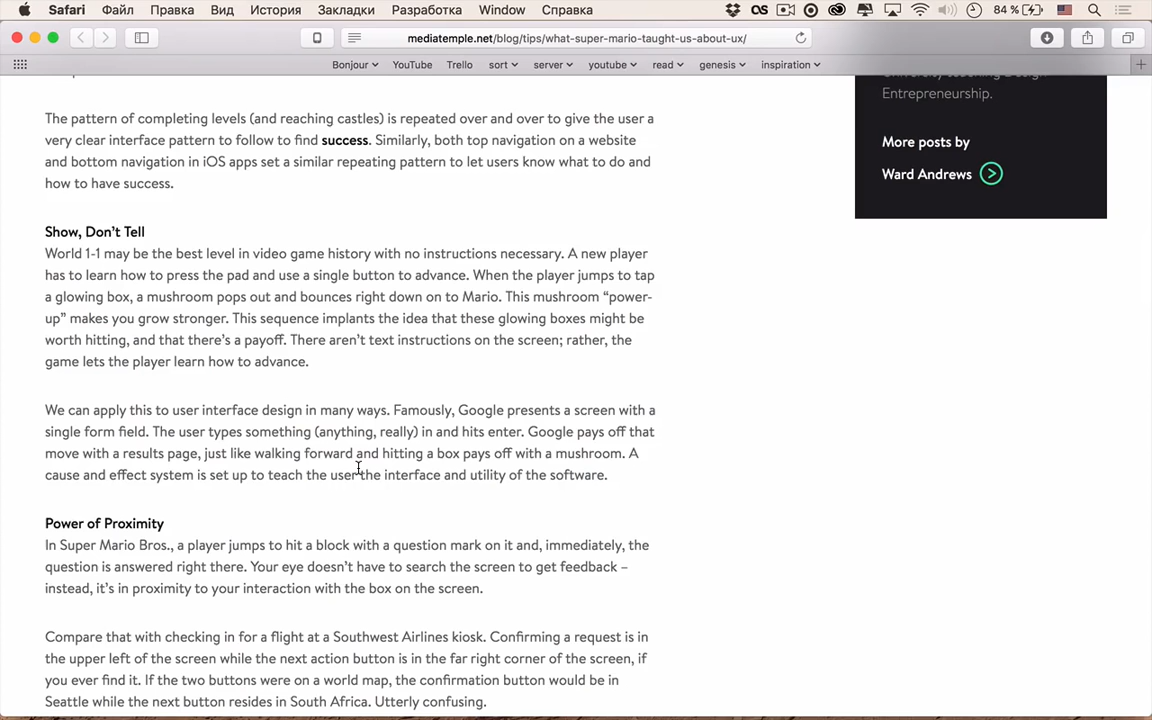 Safari Файл Правка Вид История Закладки Разработка Window Справка 84 %
mediatemple.net/blog/tips/what-super-mario-taught-us-about-ux/
Bonjour YouTube Trello sort server youtube read genesis inspiration
The pattern of completing levels (and reaching castles) is repeated over and over to give the user a
very clear interface pattern to follow to find success. Similarly, both top navigation on a website
and bottom navigation in iOS apps set a similar repeating pattern to let users know what to do and
how to have success.
Show, Don’t Tell
World 1-1 may be the best level in video game history with no instructions necessary. A new player
has to learn how to press the pad and use a single button to advance. When the player jumps to tap
a glowing box, a mushroom pops out and bounces right down on to Mario. This mushroom “power-
up” makes you grow stronger. This sequence implants the idea that these glowing boxes might be
worth hitting, and that there’s a payoff. There aren’t text instructions on the screen; rather, the
game lets the player learn how to advance.
We can apply this to user interface design in many ways. Famously, Google presents a screen with a
single form field. The user types something (anything, really) in and hits enter. Google pays off that
move with a results page, just like walking forward and hitting a box pays off with a mushroom. A
cause and effect system is set up to teach the user the interface and utility of the software.
Power of Proximity
In Super Mario Bros., a player jumps to hit a block with a question mark on it and, immediately, the
question is answered right there. Your eye doesn’t have to search the screen to get feedback –
instead, it’s in proximity to your interaction with the box on the screen.
Compare that with checking in for a flight at a Southwest Airlines kiosk. Confirming a request is in
the upper left of the screen while the next action button is in the far right corner of the screen, if
you ever find it. If the two buttons were on a world map, the confirmation button would be in
Seattle while the next button resides in South Africa. Utterly confusing.
University teaching Design
Entrepreneurship.
More posts by
Ward Andrews